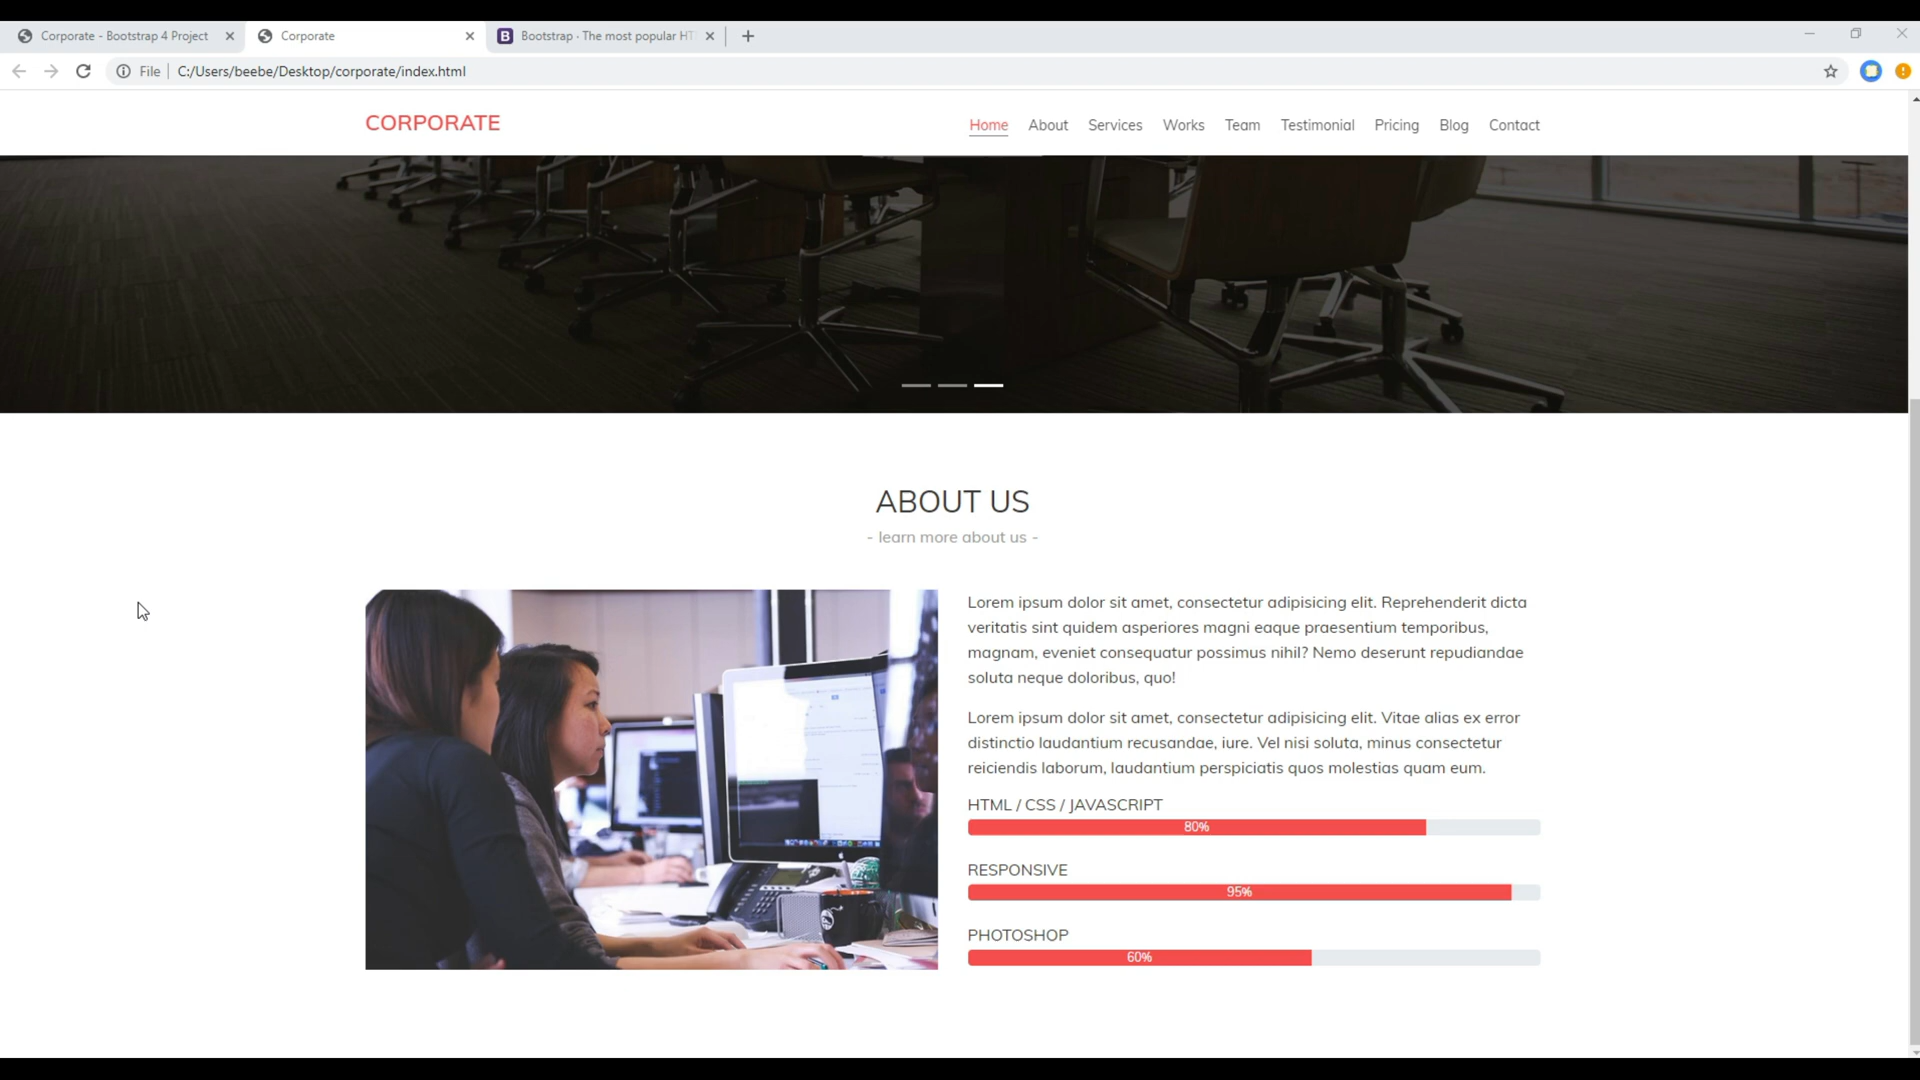 Corporate - Bootstrap 4 Project
Corporate
Bootstrap · The most popular HT
File
C:/Users/beebe/Desktop/corporate/index.html
CORPORATE
Home About Services Works Team Testimonial Pricing Blog Contact
ABOUT US
- learn more about us -
Lorem ipsum dolor sit amet, consectetur adipisicing elit. Reprehenderit dicta
veritatis sint quidem asperiores magni eaque praesentium temporibus,
magnam, eveniet consequatur possimus nihil? Nemo deserunt repudiandae
soluta neque doloribus, quo!
Lorem ipsum dolor sit amet, consectetur adipisicing elit. Vitae alias ex error
distinctio laudantium recusandae, iure. Vel nisi soluta, minus consectetur
reiciendis laborum, laudantium perspiciatis quos molestias quam eum.
HTML / CSS / JAVASCRIPT
80%
RESPONSIVE
95%
PHOTOSHOP
60%